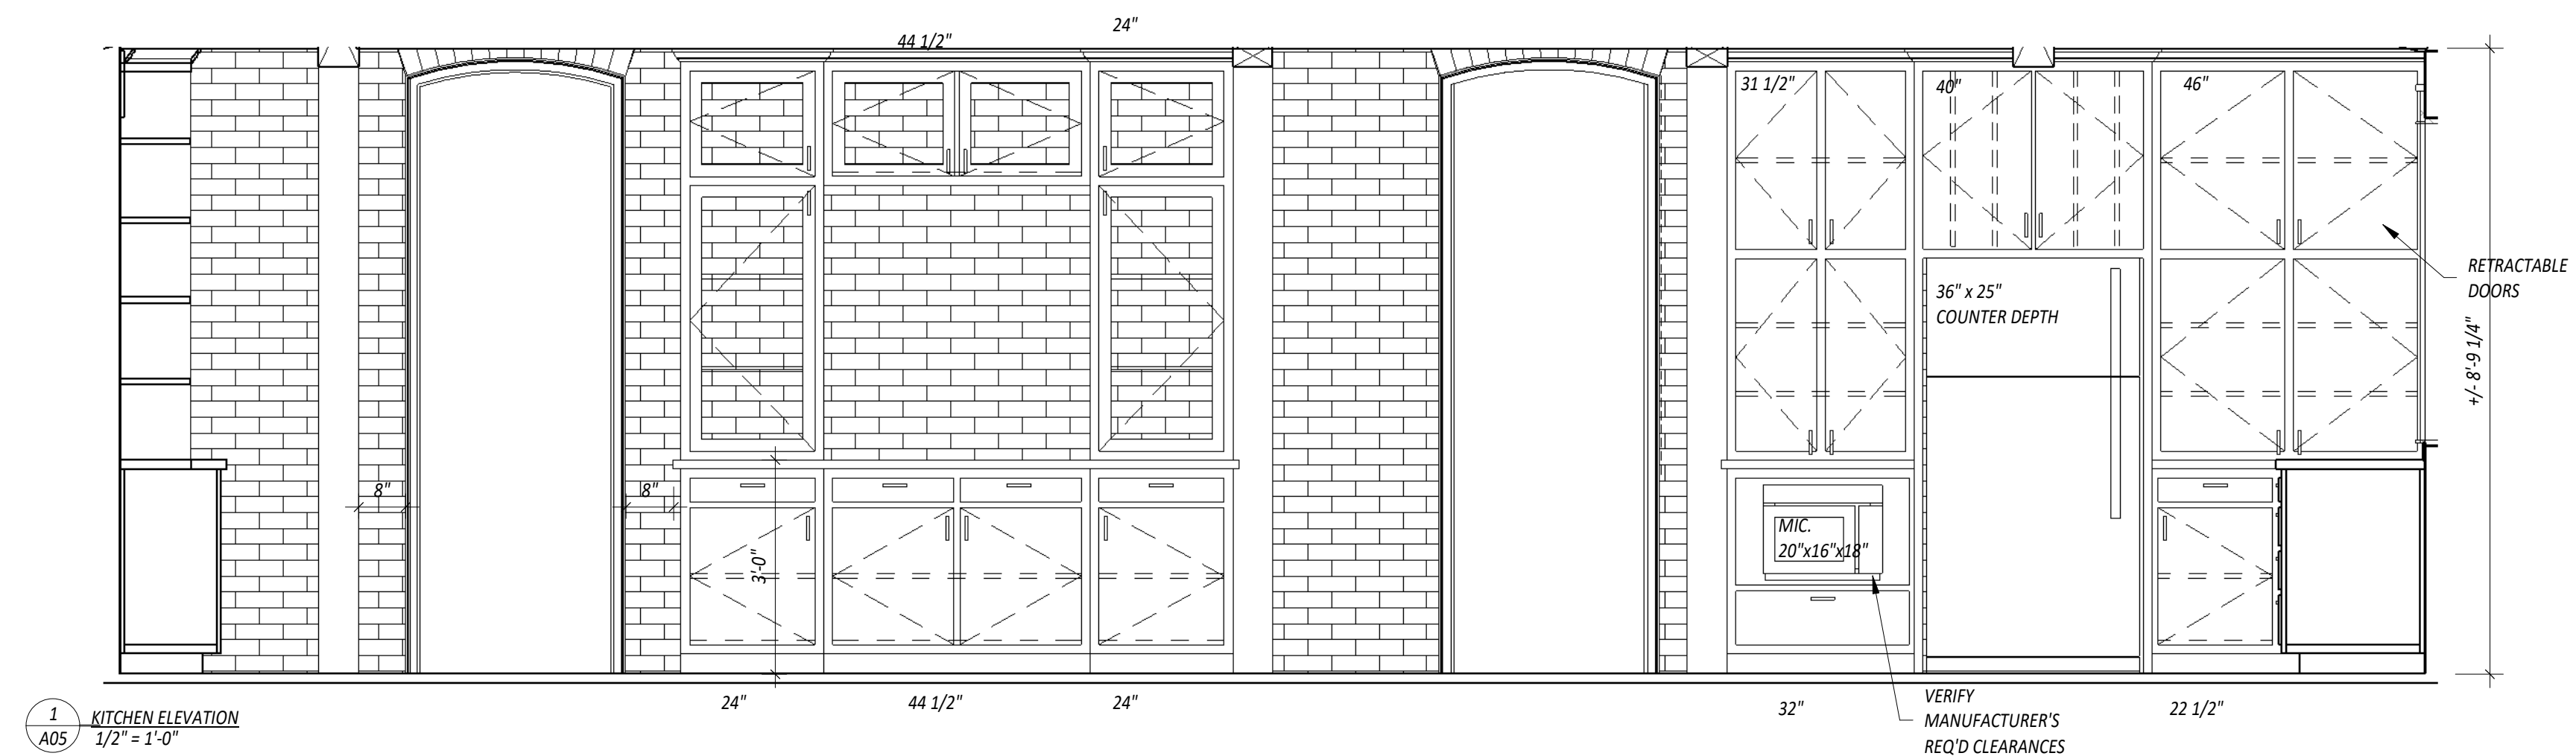 24"
44 1/2"
31 1/2"
40"
46"
RETRACTABLE
DOORS
36" x 25"
COUNTER DEPTH
+/- 8'-9 1/4"
8"
8"
3'-0"
MIC.
20"x16"x18"
24"
44 1/2"
24"
32"
VERIFY
MANUFACTURER'S
REQ'D CLEARANCES
22 1/2"
1
A05
KITCHEN ELEVATION
1/2" = 1'-0"